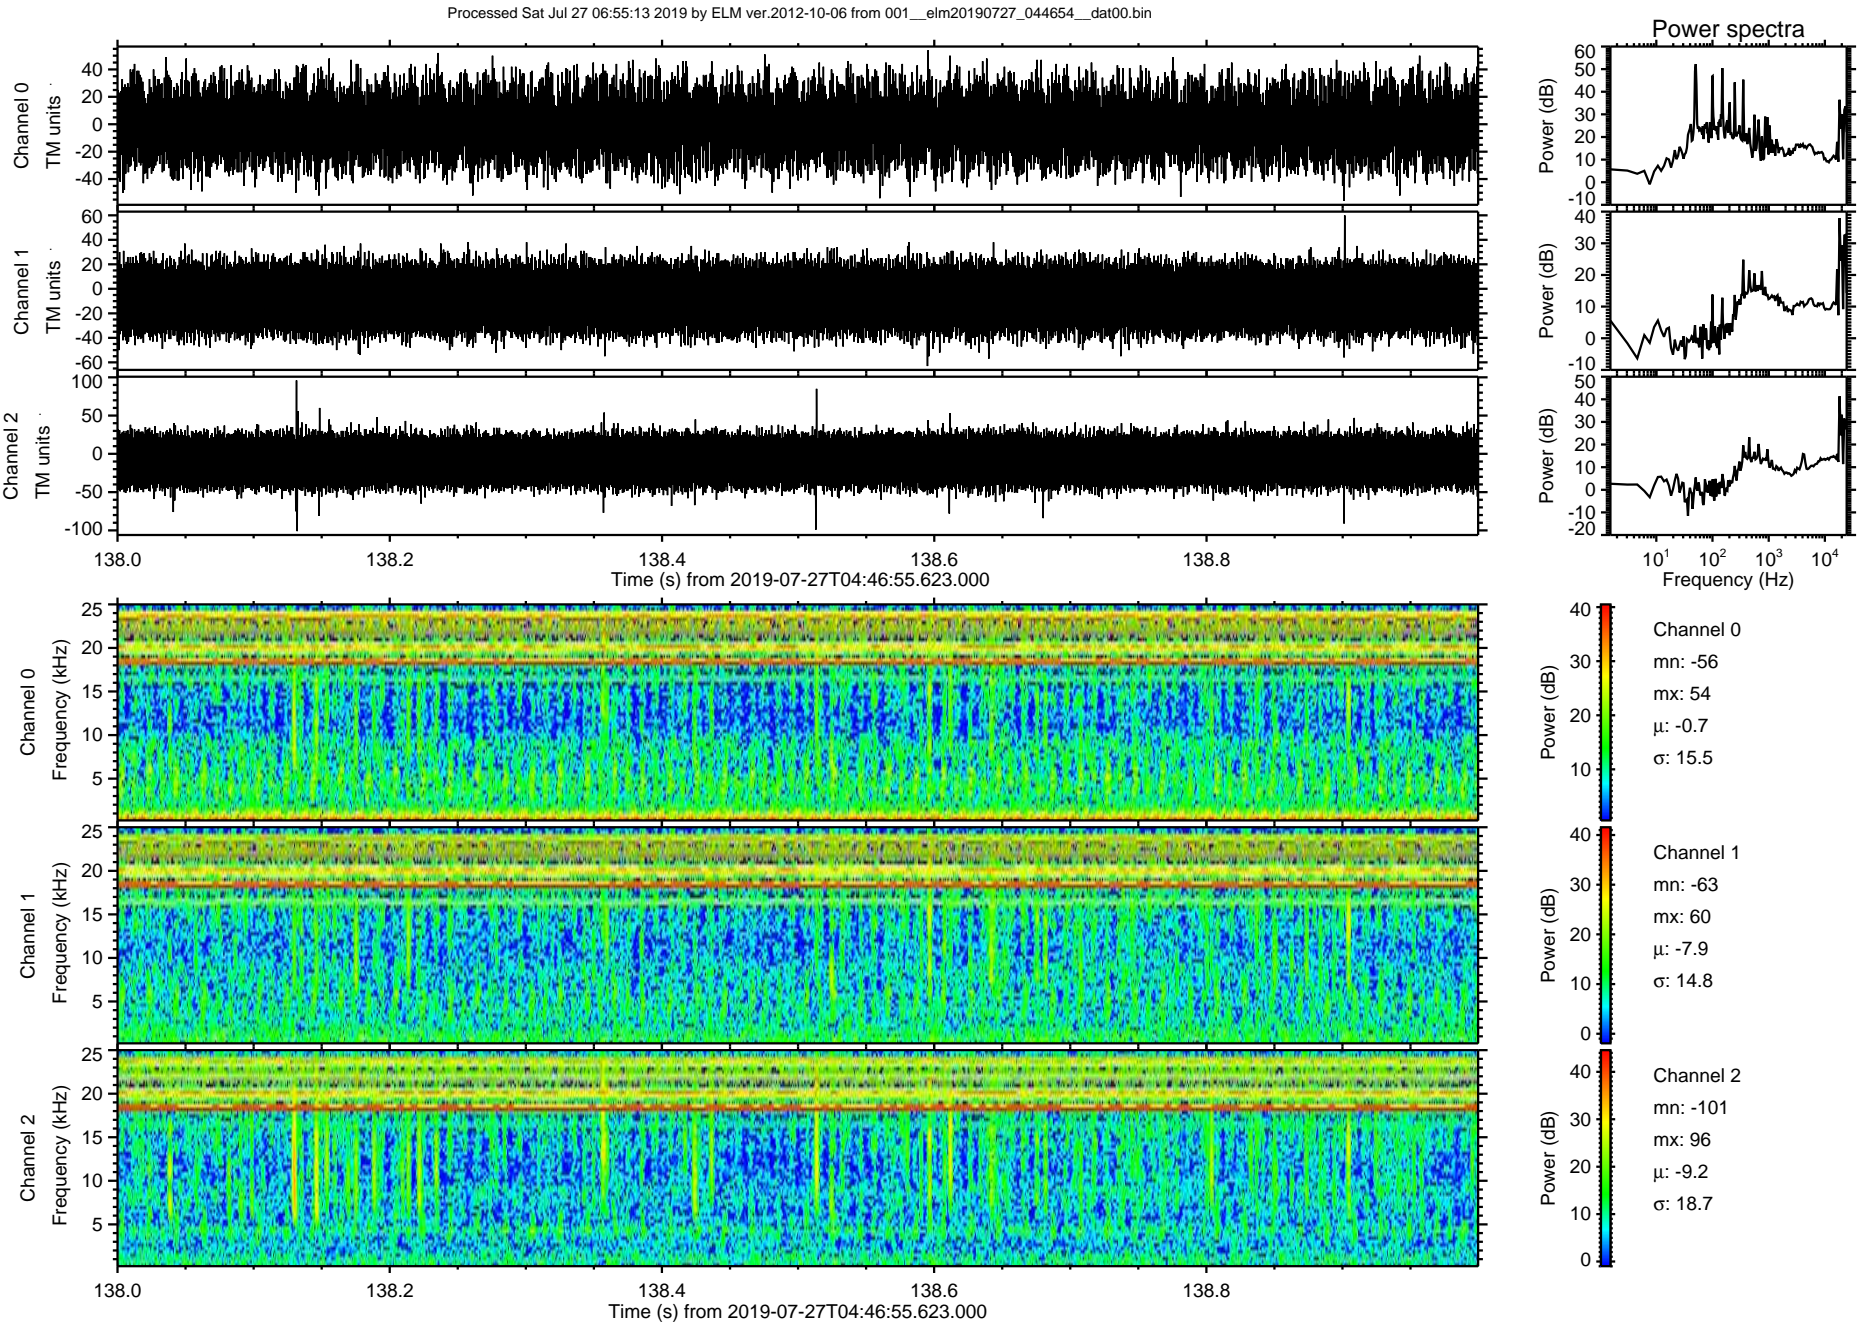 Processed Sat Jul 27 06:55:13 2019 by ELM ver.2012-10-06 from 001__elm20190727_044654__dat00.bin
Power spectra
Channel 0
TM units
40
20
0
-20
-40
Power (dB)
60
50
40
30
20
10
0
-10
Channel 1
TM units
60
40
20
0
-20
-40
-60
Power (dB)
40
30
20
10
0
-10
Channel 2
TM units
100
50
0
-50
-100
Power (dB)
50
40
30
20
10
0
-10
-20
138.0 138.2 138.4 138.6 138.8
Time (s) from 2019-07-27T04:46:55.623.000
10¹ 10² 10³ 10⁴
Frequency (Hz)
Channel 0
Frequency (kHz)
25
20
15
10
5
Power (dB)
40
30
20
10
Channel 0
mn: -56
mx: 54
μ: -0.7
σ: 15.5
Channel 1
Frequency (kHz)
25
20
15
10
5
Power (dB)
40
30
20
10
0
Channel 1
mn: -63
mx: 60
μ: -7.9
σ: 14.8
Channel 2
Frequency (kHz)
25
20
15
10
5
Power (dB)
40
30
20
10
0
Channel 2
mn: -101
mx: 96
μ: -9.2
σ: 18.7
138.0 138.2 138.4 138.6 138.8
Time (s) from 2019-07-27T04:46:55.623.000